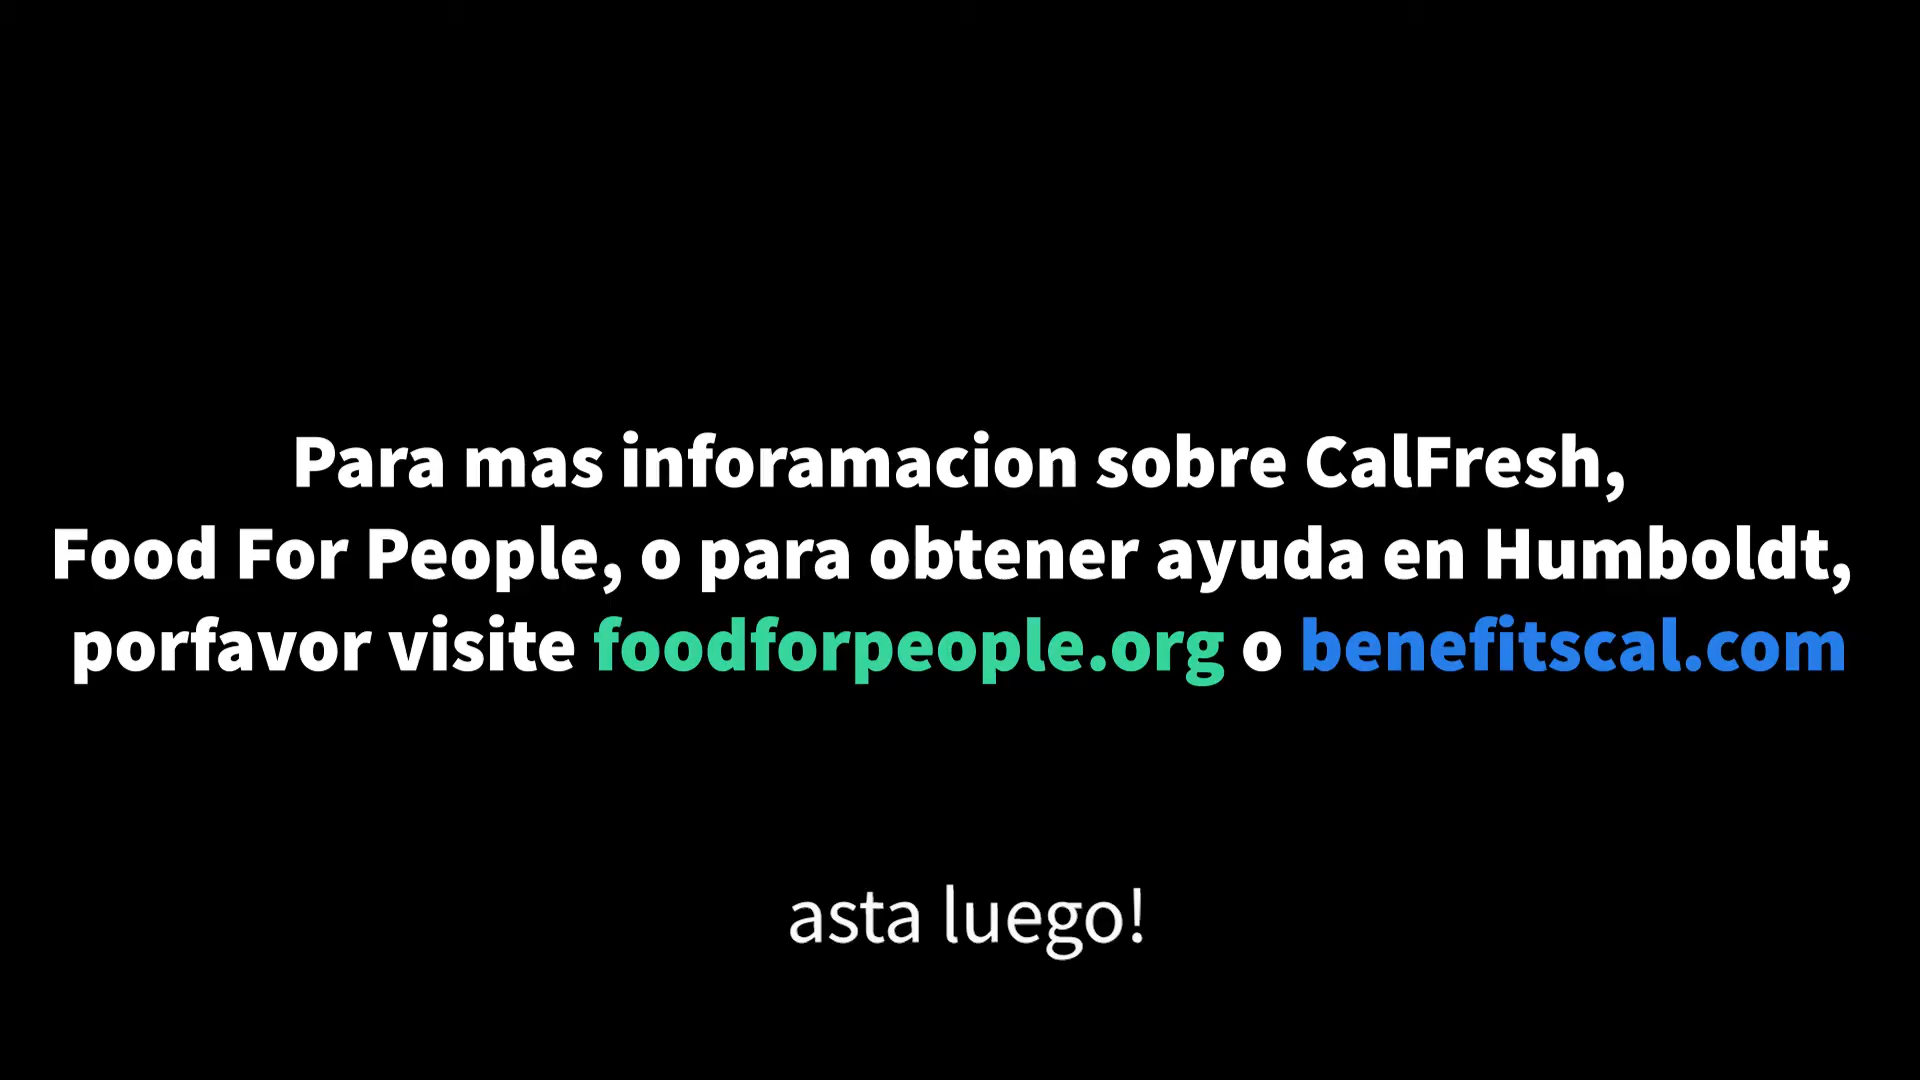 Para mas inforamacion sobre CalFresh,
Food For People, o para obtener ayuda en Humboldt,
porfavor visite foodforpeople.org o benefitscal.com
asta luego!